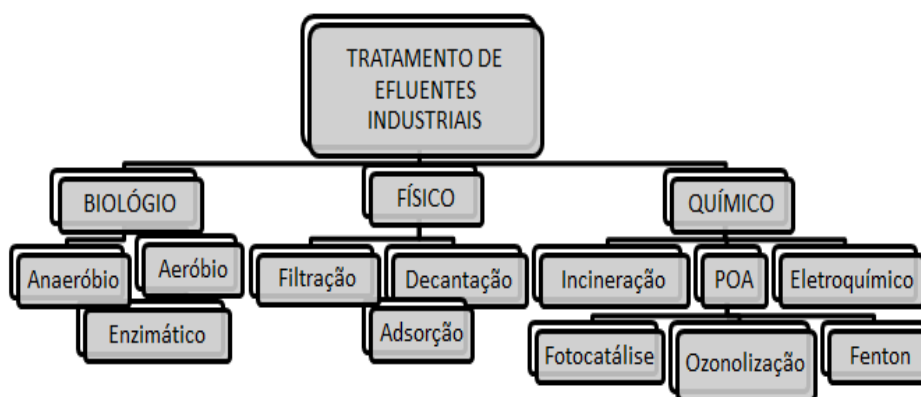 TRATAMENTO DE
EFLUENTES
INDUSTRIAIS
BIOLÓGIO
FÍSICO
QUÍMICO
Anaeróbio
Aeróbio
Enzimático
Filtração
Decantação
Adsorção
Incineração
POA
Eletroquímico
Fotocatálise
Ozonolização
Fenton